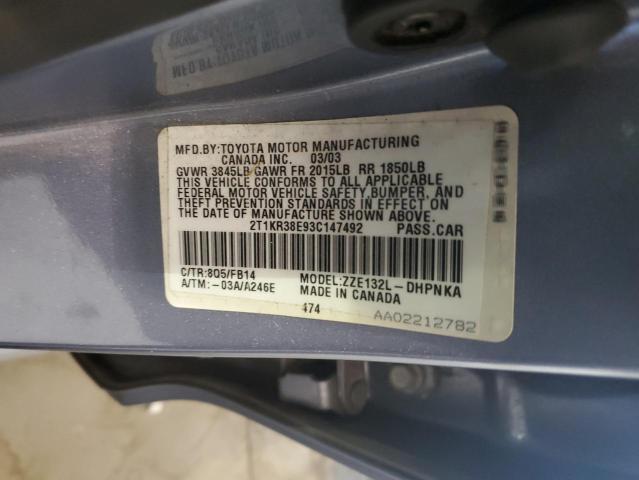 MFD.BY:TOYOTA MOTOR MANUFACTURING
CANADA INC. 03/03
GVWR 3845LB GAWR FR 2015LB RR 1850LB
THIS VEHICLE CONFORMS TO ALL APPLICABLE
FEDERAL MOTOR VEHICLE SAFETY,BUMPER, AND
THEFT PREVENTION STANDARDS IN EFFECT ON
THE DATE OF MANUFACTURE SHOWN ABOVE.
2T1KR38E93C147492 PASS.CAR
C/TR:8Q5/FB14 MODEL:ZZE132L-DHPNKA
A/TM:-03A/A246E MADE IN CANADA
474 AA02212782